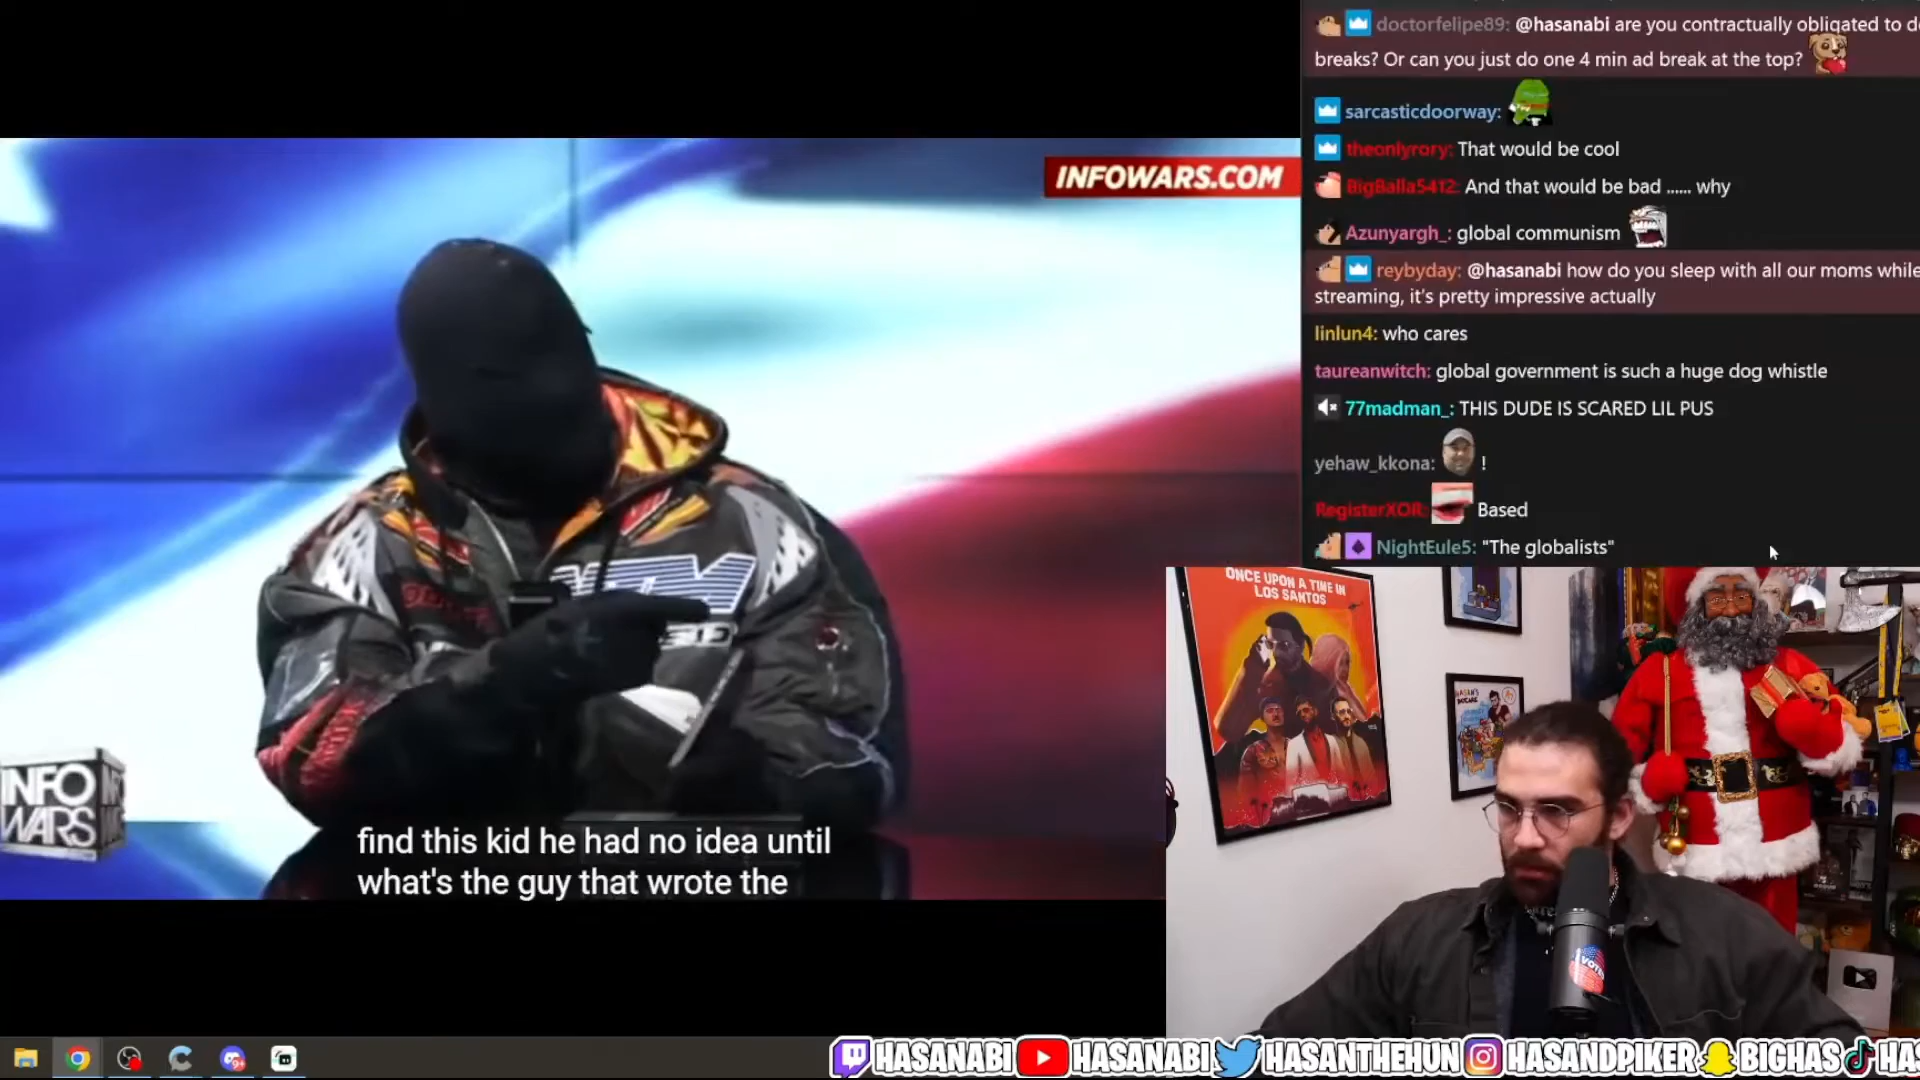 INFOWARS.COM
INFO
WARS
find this kid he had no idea until
what's the guy that wrote the
doctorfelipe89: @hasanabi are you contractually obligated to d
breaks? Or can you just do one 4 min ad break at the top?
sarcasticdoorway:
theonlyrory: That would be cool
BigBalla5412: And that would be bad ...... why
Azunyargh_: global communism
reybyday: @hasanabi how do you sleep with all our moms while
streaming, it's pretty impressive actually
linlun4: who cares
taureanwitch: global government is such a huge dog whistle
77madman_: THIS DUDE IS SCARED LIL PUS
yehaw_kkona: !
RegisterXOR: Based
NightEule5: "The globalists"
ONCE UPON A TIME IN
LOS SANTOS
VOTE
HASANABI HASANABI HASANTHEHUN HASANDPIKER BIGHAS HA